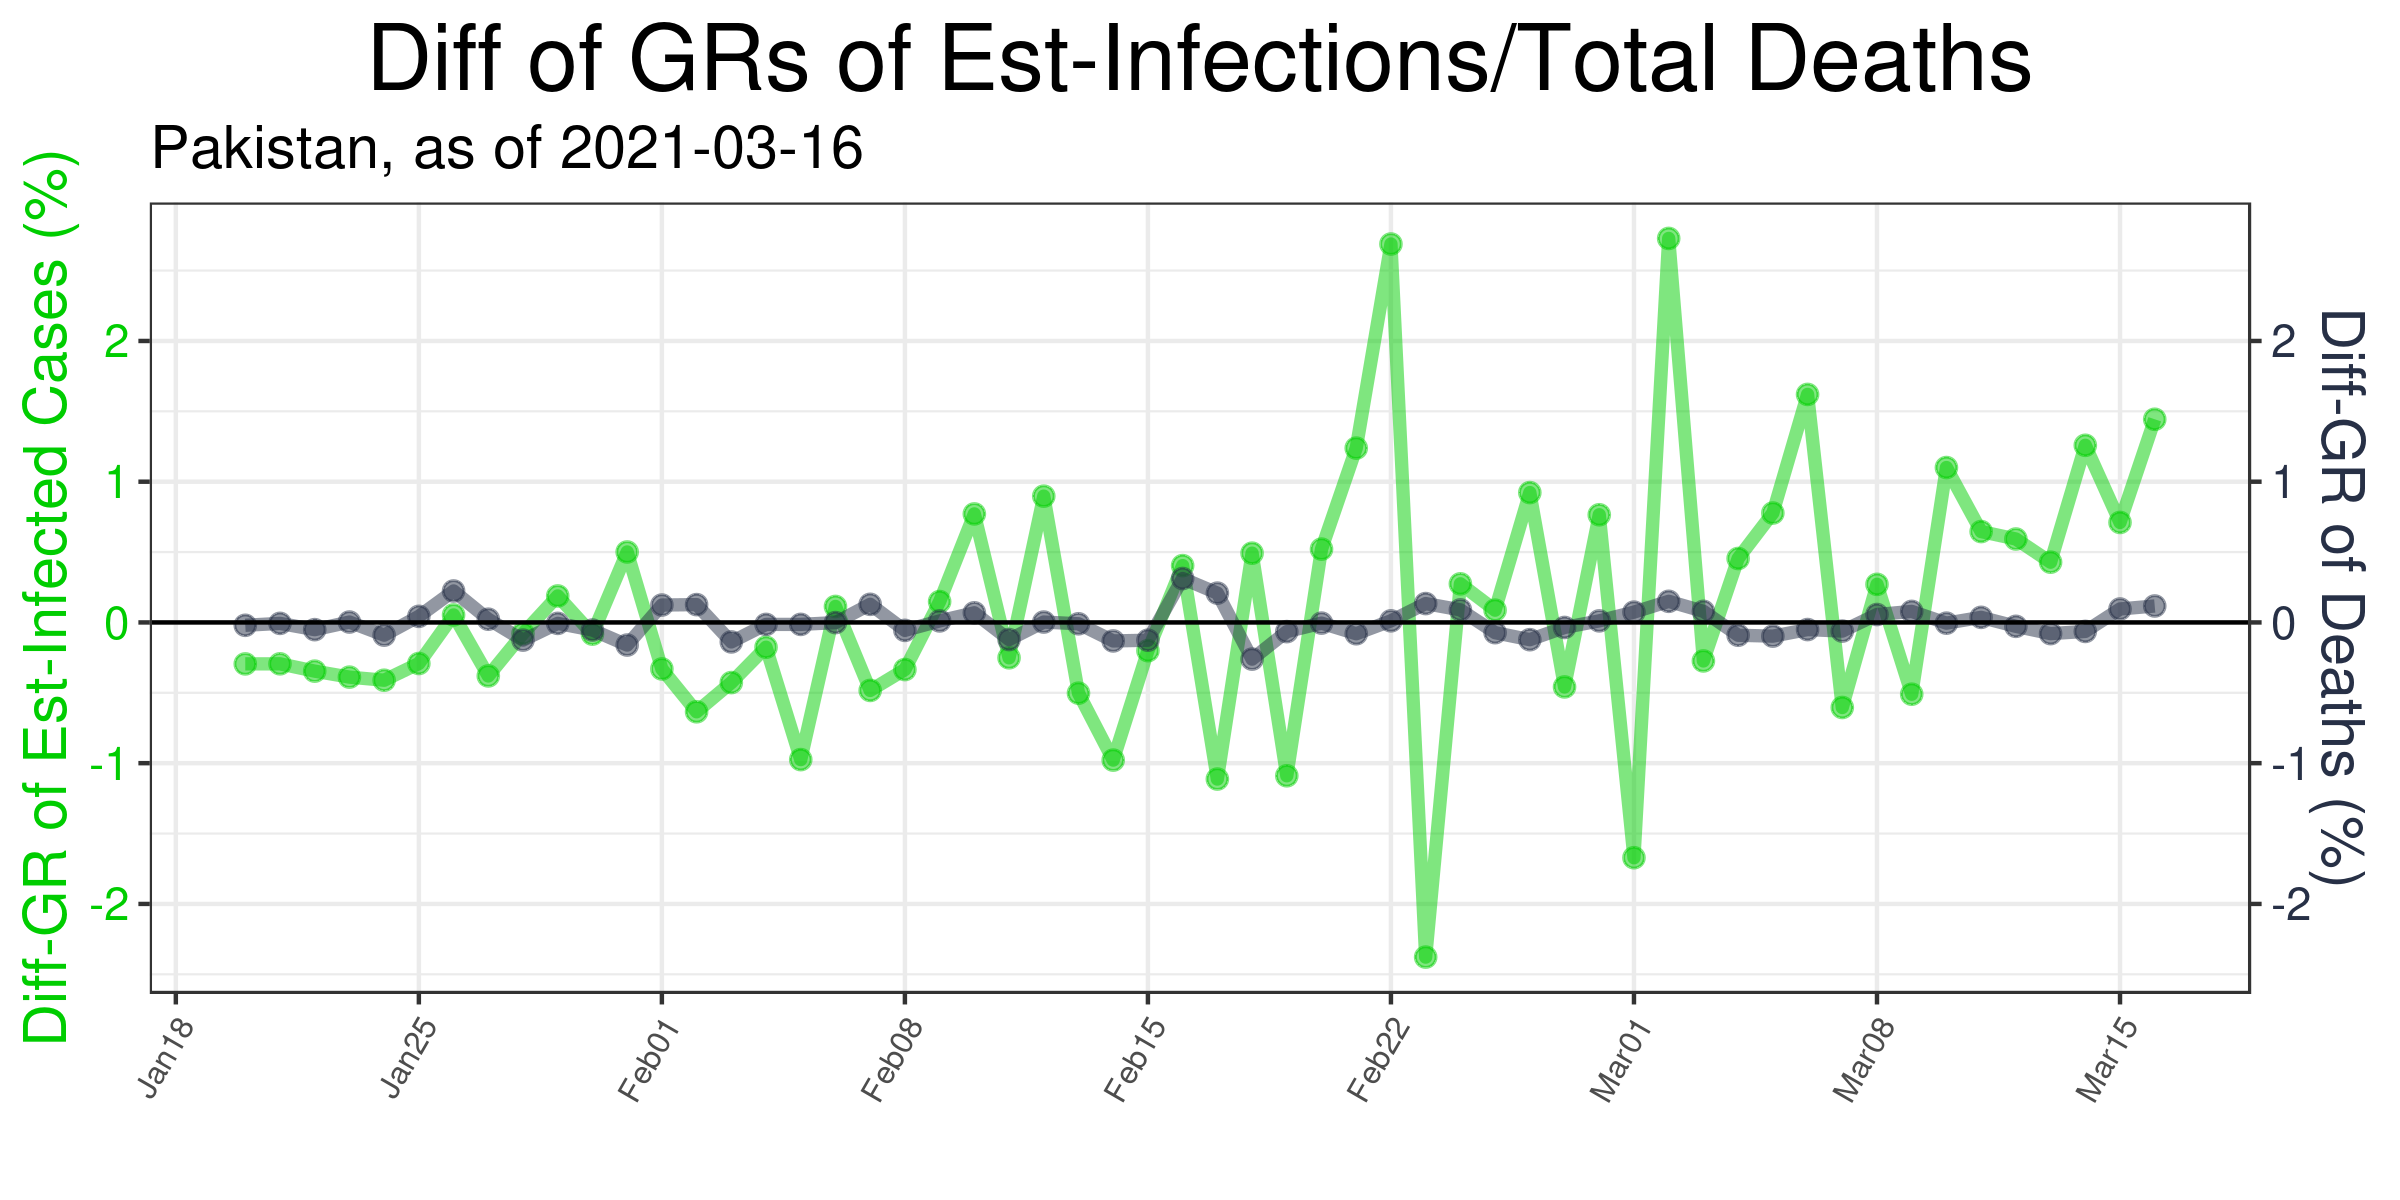 Diff of GRs of Est-Infections/Total Deaths
Pakistan, as of 2021-03-16
Diff-GR of Est-Infected Cases (%)
2
1
0
-1
-2
2
1
0
-1
-2
Diff-GR of Deaths (%)
Jan18
Jan25
Feb01
Feb08
Feb15
Feb22
Mar01
Mar08
Mar15